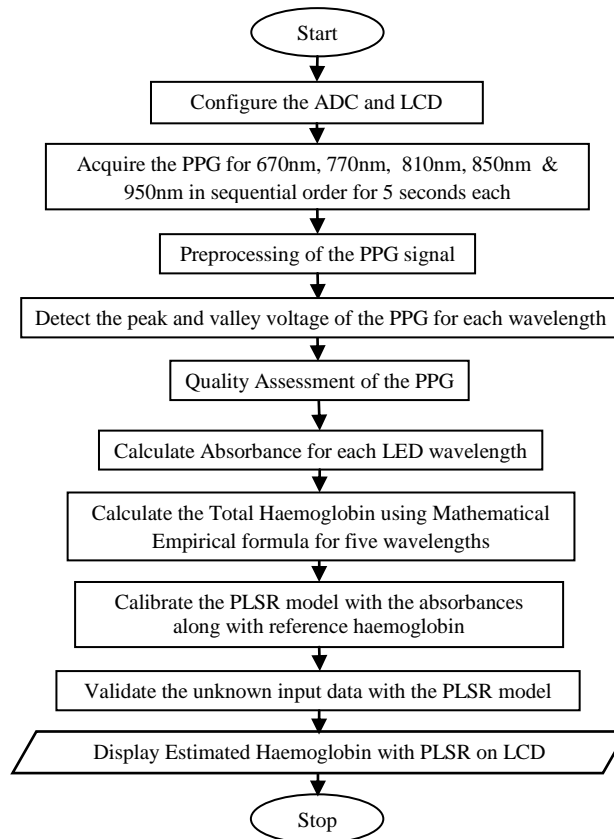 Start
Configure the ADC and LCD
Acquire the PPG for 670nm, 770nm, 810nm, 850nm &
950nm in sequential order for 5 seconds each
Preprocessing of the PPG signal
Detect the peak and valley voltage of the PPG for each wavelength
Quality Assessment of the PPG
Calculate Absorbance for each LED wavelength
Calculate the Total Haemoglobin using Mathematical
Empirical formula for five wavelengths
Calibrate the PLSR model with the absorbances
along with reference haemoglobin
Validate the unknown input data with the PLSR model
Display Estimated Haemoglobin with PLSR on LCD
Stop